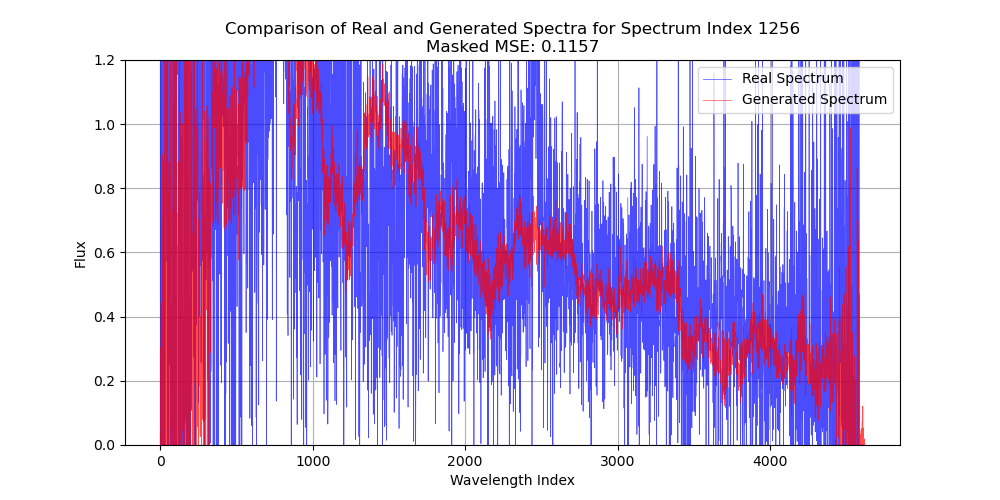 Comparison of Real and Generated Spectra for Spectrum Index 1256
Masked MSE: 0.1157
Real Spectrum
Generated Spectrum
Flux
1.2
1.0
0.8
0.6
0.4
0.2
0.0
0 1000 2000 3000 4000
Wavelength Index